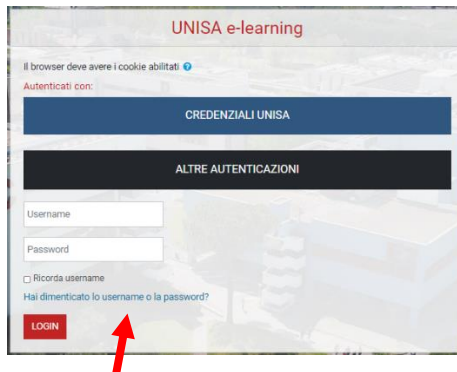 UNISA e-learning
Il browser deve avere i cookie abilitati
Autenticati con:
CREDENZIALI UNISA
ALTRE AUTENTICAZIONI
Username
Password
Ricorda username
Hai dimenticato lo username o la password?
LOGIN